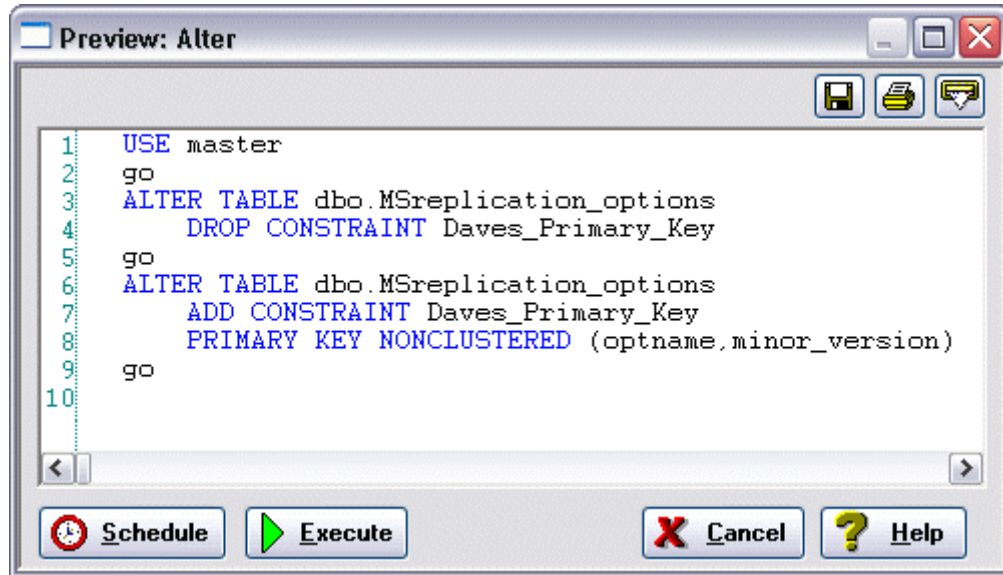 Preview: Alter
1 USE master
2 go
3 ALTER TABLE dbo.MSreplication_options
4 DROP CONSTRAINT Daves_Primary_Key
5 go
6 ALTER TABLE dbo.MSreplication_options
7 ADD CONSTRAINT Daves_Primary_Key
8 PRIMARY KEY NONCLUSTERED (optname,minor_version)
9 go
10
Schedule Execute Cancel Help